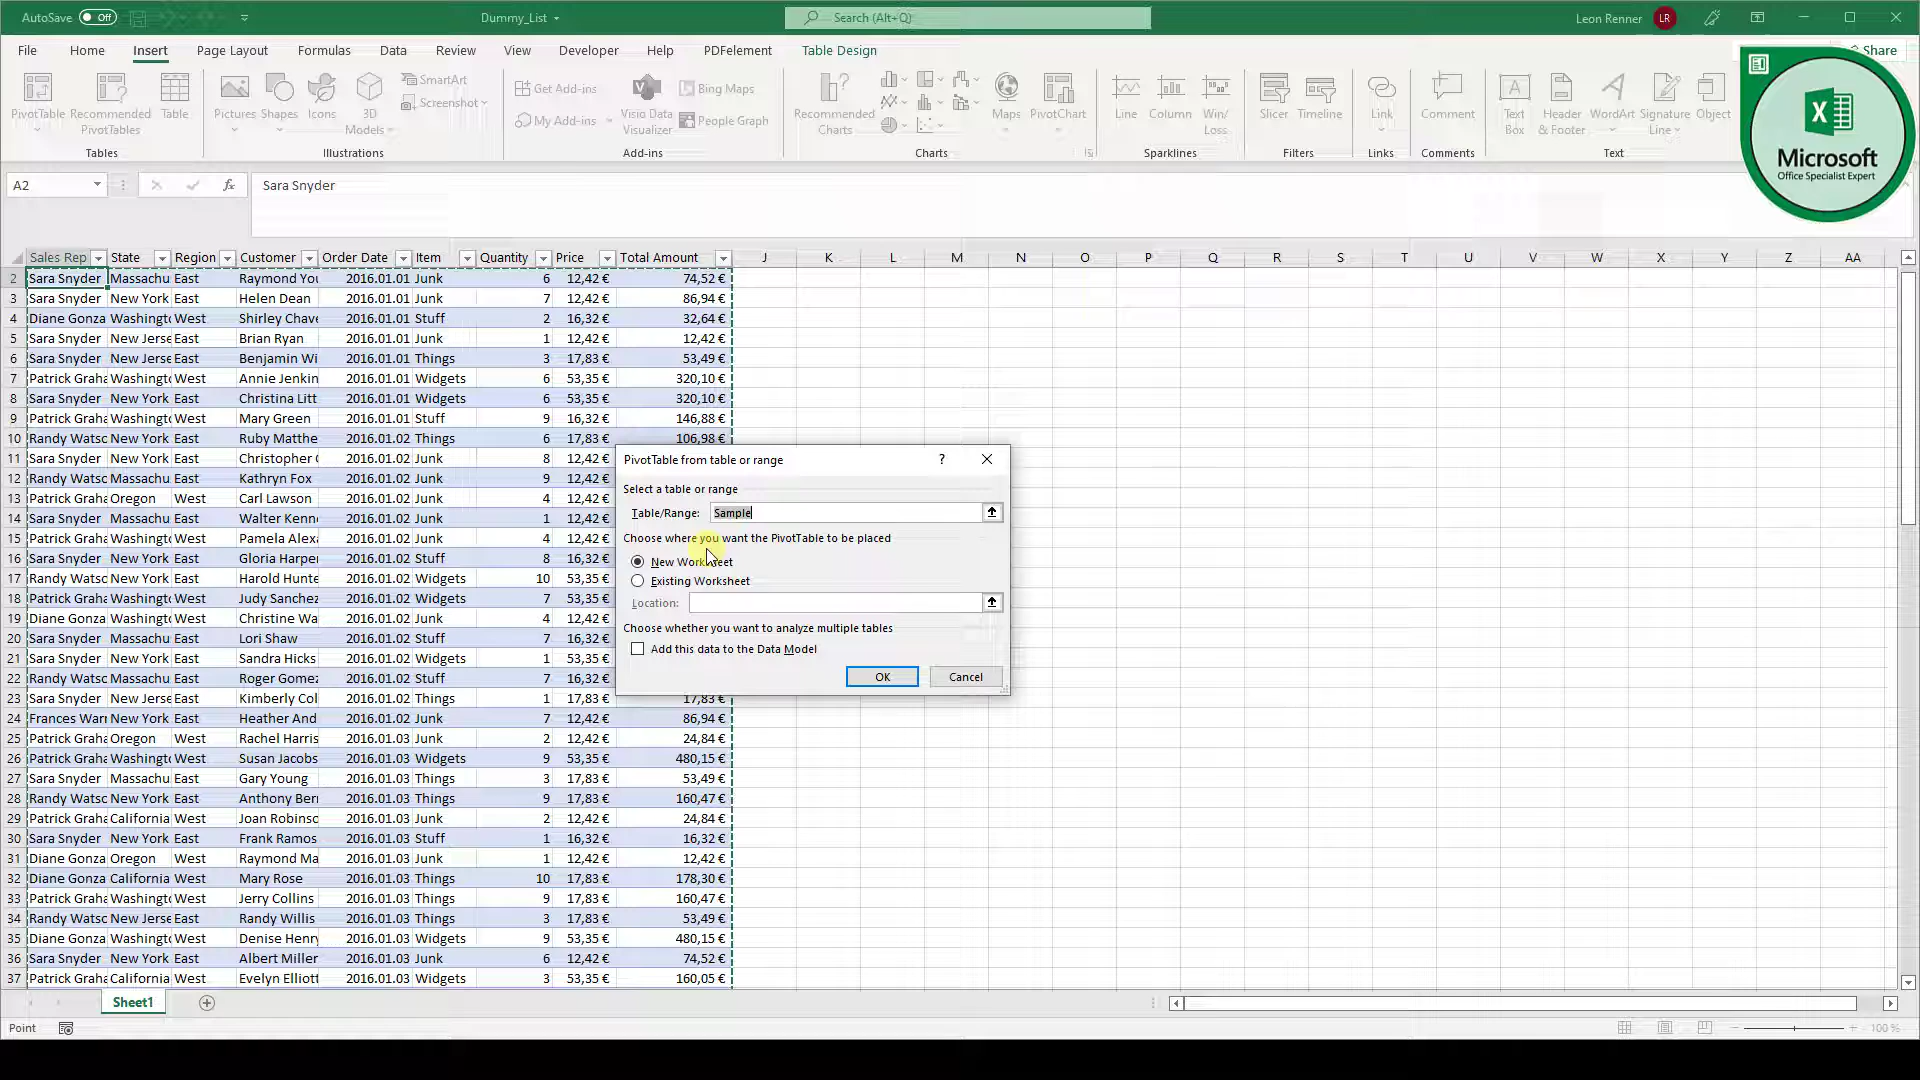 AutoSave Off
Dummy_List
Search (Alt+Q)
Leon Renner LR
File Home Insert Page Layout Formulas Data Review View Developer Help PDFelement Table Design Share
PivotTable Recommended PivotTables Table
Tables
Pictures Shapes Icons 3D Models SmartArt Screenshot
Illustrations
Get Add-ins My Add-ins Visio Data Visualizer Bing Maps People Graph
Add-ins
Recommended Charts Maps PivotChart
Charts
Line Column Win/Loss
Sparklines
Slicer Timeline
Filters
Link
Links
Comment
Comments
Text Box Header & Footer WordArt Signature Line Object
Text
Microsoft
Office Specialist Expert
A2 fx Sara Snyder
Sales Rep State Region Customer Order Date Item Quantity Price Total Amount J K L M N O P Q R S T U V W X Y Z AA
2 Sara Snyder Massachu East Raymond You 2016.01.01 Junk 6 12,42 € 74,52 €
3 Sara Snyder New York East Helen Dean 2016.01.01 Junk 7 12,42 € 86,94 €
4 Diane Gonza Washingto West Shirley Chave 2016.01.01 Stuff 2 16,32 € 32,64 €
5 Sara Snyder New Jerse East Brian Ryan 2016.01.01 Junk 1 12,42 € 12,42 €
6 Sara Snyder New York East Benjamin Wi 2016.01.01 Things 3 17,83 € 53,49 €
7 Patrick Graha Washingto West Annie Jenkin 2016.01.01 Widgets 6 53,35 € 320,10 €
8 Sara Snyder New York East Christina Litt 2016.01.01 Widgets 6 53,35 € 320,10 €
9 Patrick Graha Washingto West Mary Green 2016.01.01 Stuff 9 16,32 € 146,88 €
10 Randy Watso New York East Ruby Matthe 2016.01.02 Things 6 17,83 € 106,98 €
11 Sara Snyder New York East Christopher G 2016.01.02 Junk 8 12,42 €
12 Randy Watso Massachu East Kathryn Fox 2016.01.02 Junk 9 12,42 €
13 Patrick Graha Oregon West Carl Lawson 2016.01.02 Junk 4 12,42 €
14 Sara Snyder Massachu East Walter Kenn 2016.01.02 Junk 1 12,42 €
15 Patrick Graha Washingto West Pamela Alexa 2016.01.02 Junk 4 12,42 €
16 Sara Snyder New York East Gloria Harper 2016.01.02 Stuff 8 16,32 €
17 Randy Watso New York East Harold Hunte 2016.01.02 Widgets 10 53,35 €
18 Patrick Graha Washingto West Judy Sanchez 2016.01.02 Widgets 7 53,35 €
19 Diane Gonza Washingto West Christine Wa 2016.01.02 Junk 4 12,42 €
20 Sara Snyder Massachu East Lori Shaw 2016.01.02 Stuff 7 16,32 €
21 Sara Snyder New York East Sandra Hicks 2016.01.02 Widgets 1 53,35 €
22 Randy Watso Massachu East Roger Gomez 2016.01.02 Stuff 7 16,32 €
23 Sara Snyder New Jerse East Kimberly Col 2016.01.02 Things 1 17,83 € 17,83 €
24 Frances Warr New York East Heather And 2016.01.02 Junk 7 12,42 € 86,94 €
25 Patrick Graha Oregon West Rachel Harris 2016.01.03 Junk 2 12,42 € 24,84 €
26 Patrick Graha Washingto West Susan Jacobs 2016.01.03 Widgets 9 53,35 € 480,15 €
27 Sara Snyder Massachu East Gary Young 2016.01.03 Things 3 17,83 € 53,49 €
28 Randy Watso New York East Anthony Ber 2016.01.03 Things 9 17,83 € 160,47 €
29 Patrick Graha California West Joan Robinso 2016.01.03 Junk 2 12,42 € 24,84 €
30 Sara Snyder New York East Frank Ramos 2016.01.03 Stuff 1 16,32 € 16,32 €
31 Diane Gonza Oregon West Raymond Ma 2016.01.03 Junk 1 12,42 € 12,42 €
32 Diane Gonza California West Mary Rose 2016.01.03 Things 10 17,83 € 178,30 €
33 Patrick Graha Washingto West Jerry Collins 2016.01.03 Things 9 17,83 € 160,47 €
34 Randy Watso New Jerse East Randy Willis 2016.01.03 Things 3 17,83 € 53,49 €
35 Diane Gonza Washingto West Denise Henry 2016.01.03 Widgets 9 53,35 € 480,15 €
36 Sara Snyder New York East Albert Miller 2016.01.03 Junk 6 12,42 € 74,52 €
37 Patrick Graha California West Evelyn Elliott 2016.01.03 Widgets 3 53,35 € 160,05 €
PivotTable from table or range ?
Select a table or range
Table/Range: Sample
Choose where you want the PivotTable to be placed
New Worksheet
Existing Worksheet
Location:
Choose whether you want to analyze multiple tables
Add this data to the Data Model
OK Cancel
Sheet1
Point 100 %